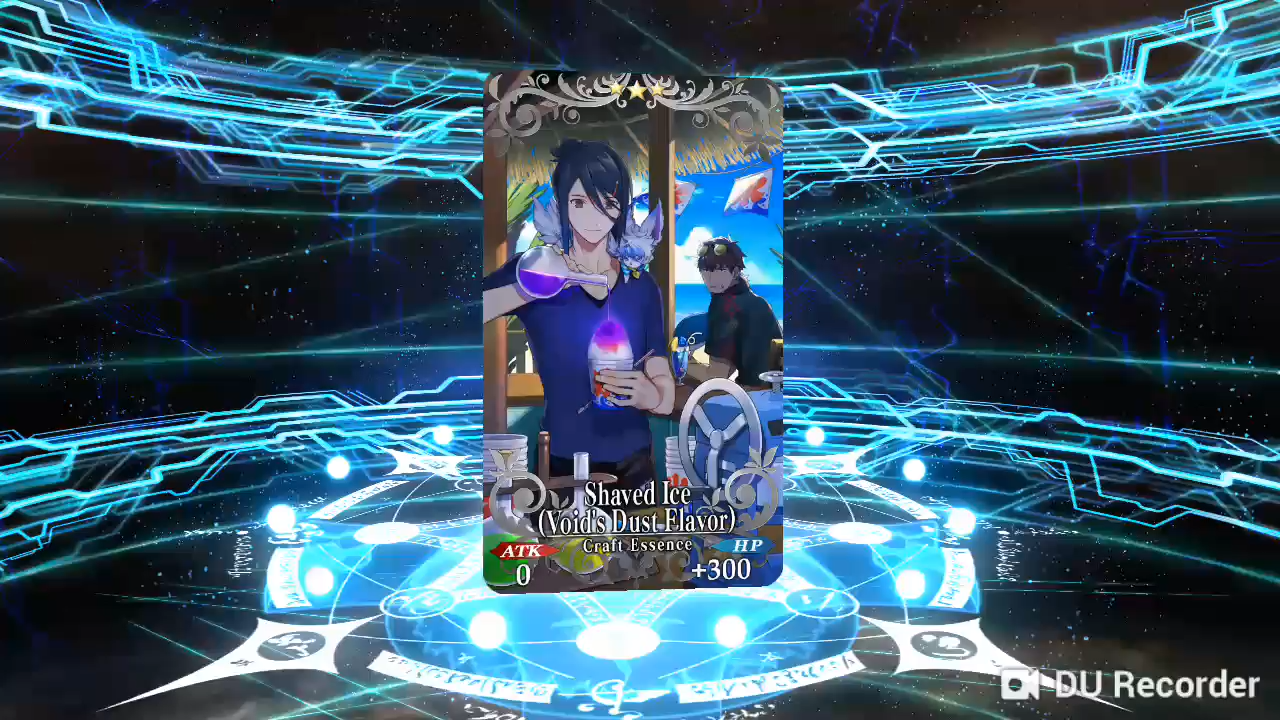 Shaved Ice
(Void's Dust Flavor)
Craft Essence
ATK
HP
0
+300
DU Recorder